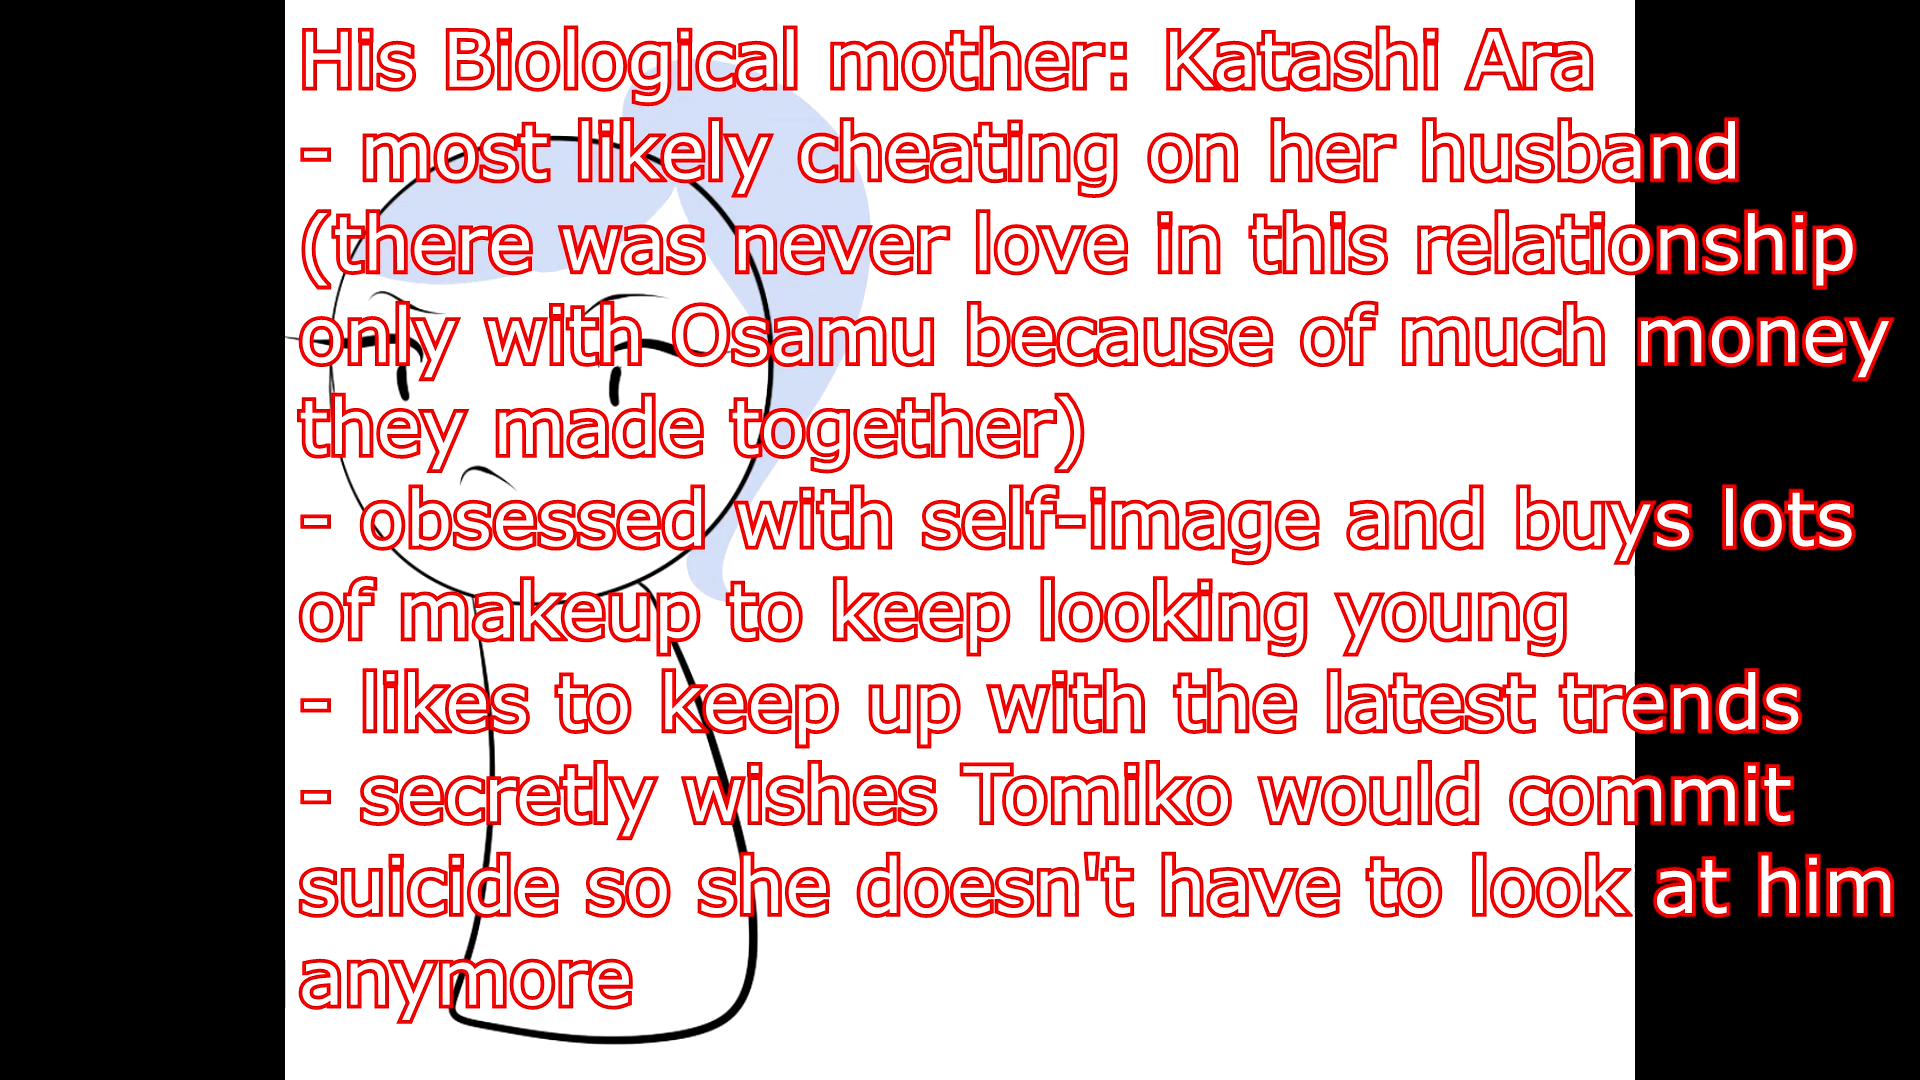 His Biological mother: Katashi Ara
- most likely cheating on her husband
(there was never love in this relationship
only with Osamu because of much money
they made together)
- obsessed with self-image and buys lots
of makeup to keep looking young
- likes to keep up with the latest trends
- secretly wishes Tomiko would commit
suicide so she doesn't have to look at him
anymore